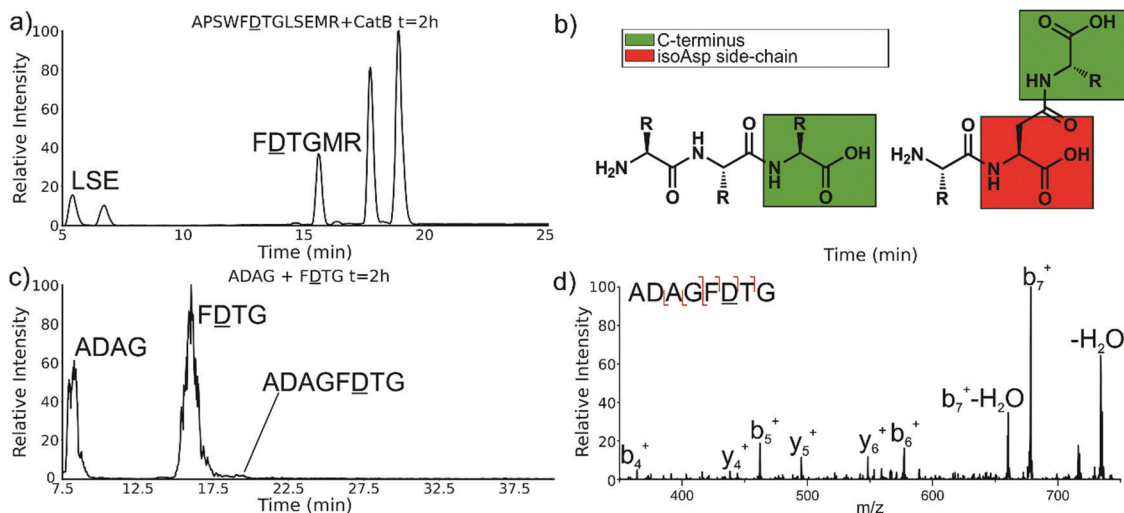 a)
APSWFDTGLSEMR+CatB t=2h
Relative Intensity
100
80
60
40
20
0
LSE
FDTGMR
5
10
15
20
25
Time (min)
b)
C-terminus
isoAsp side-chain
H₂N
R
O
H
N
R
O
N
H
R
O
OH
H₂N
R
O
N
H
O
OH
O
NH
R
O
OH
c)
ADAG + FDTG t=2h
Relative Intensity
100
80
60
40
20
0
ADAG
FDTG
ADAGFDTG
7.5
12.5
17.5
22.5
27.5
32.5
37.5
Time (min)
Time (min)
d)
ADAGFDTG
Relative Intensity
100
80
60
40
20
0
b₄⁺
y₄⁺
b₅⁺
y₅⁺
y₆⁺
b₆⁺
b₇⁺-H₂O
b₇⁺
-H₂O
400
500
600
700
m/z